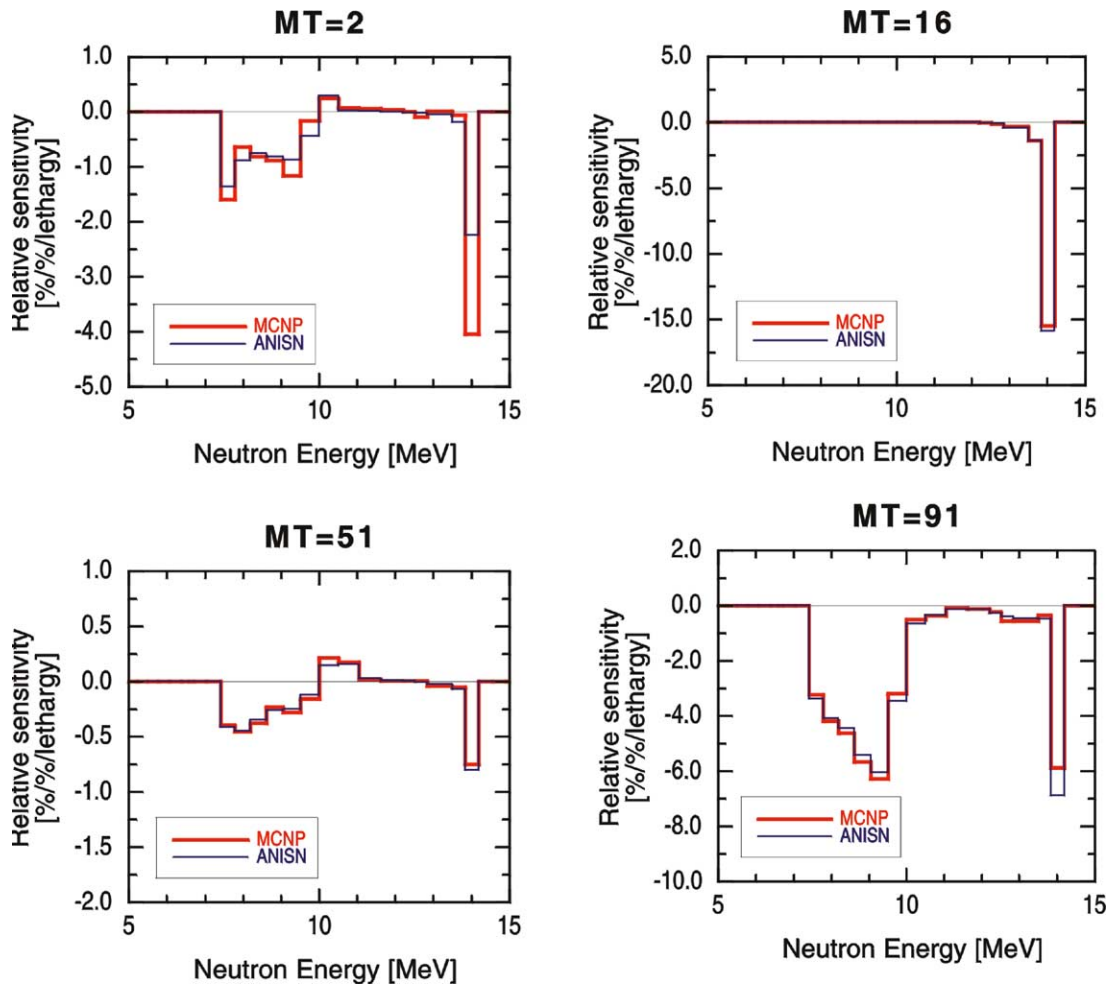 MT=2
Relative sensitivity
[%/%/lethargy]
1.0
0.0
-1.0
-2.0
-3.0
-4.0
-5.0
MCNP
ANISN
5
10
15
Neutron Energy [MeV]
MT=16
Relative sensitivity
[%/%/lethargy]
5.0
0.0
-5.0
-10.0
-15.0
-20.0
MCNP
ANISN
5
10
15
Neutron Energy [MeV]
MT=51
Relative sensitivity
[%/%/lethargy]
1.0
0.5
0.0
-0.5
-1.0
-1.5
-2.0
MCNP
ANISN
5
10
15
Neutron Energy [MeV]
MT=91
Relative sensitivity
[%/%/lethargy]
2.0
0.0
-2.0
-4.0
-6.0
-8.0
-10.0
MCNP
ANISN
5
10
15
Neutron Energy [MeV]